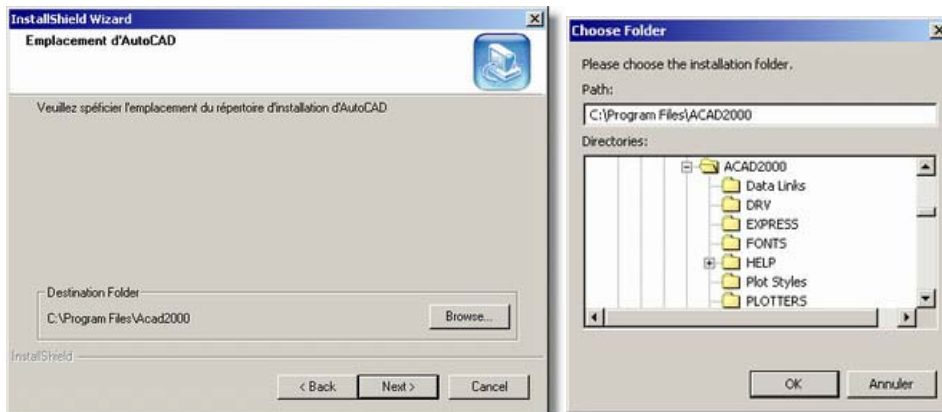 InstallShield Wizard
Emplacement d'AutoCAD
Veuillez spéficier l'emplacement du répertoire d'installation d'AutoCAD
Destination Folder
C:\Program Files\Acad2000
Browse...
InstallShield
< Back
Next >
Cancel
Choose Folder
Please choose the installation folder.
Path:
C:\Program Files\ACAD2000
Directories:
ACAD2000
Data Links
DRV
EXPRESS
FONTS
HELP
Plot Styles
PLOTTERS
OK
Annuler